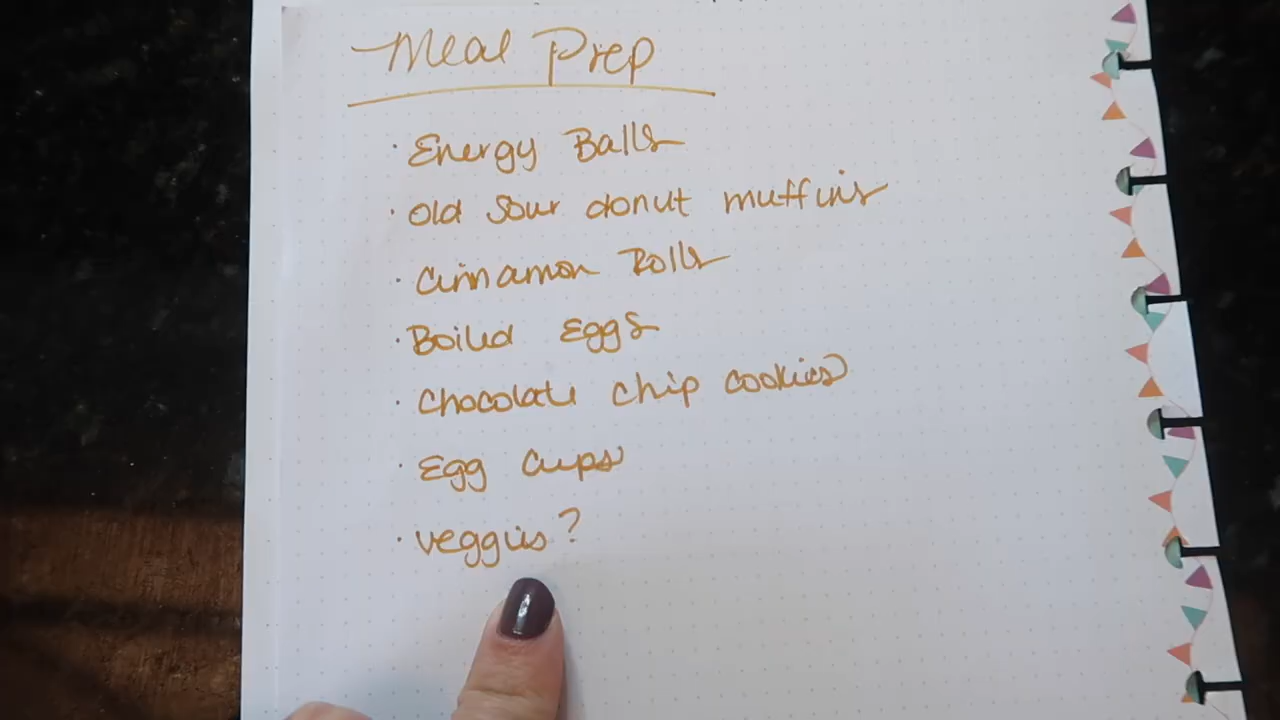 Meal Prep
· Energy Balls
· Old Sour donut muffins
· Cinnamon Rolls
· Boiled Eggs
· Chocolate chip cookies
· Egg Cups
· veggies?